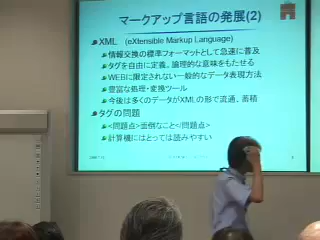 マークアップ言語の発展(2)
XML (eXtensible Markup Language)
情報交換の標準フォーマットとして急速に普及
タグを自由に定義。論理的な意味をもたせる
WEBに限定されない一般的なデータ表現方法
豊富な処理・変換ツール
今後は多くのデータがXMLの形で流通、蓄積
タグの問題
<問題点>面倒なこと</問題点>
計算機にはとっては読みやすい